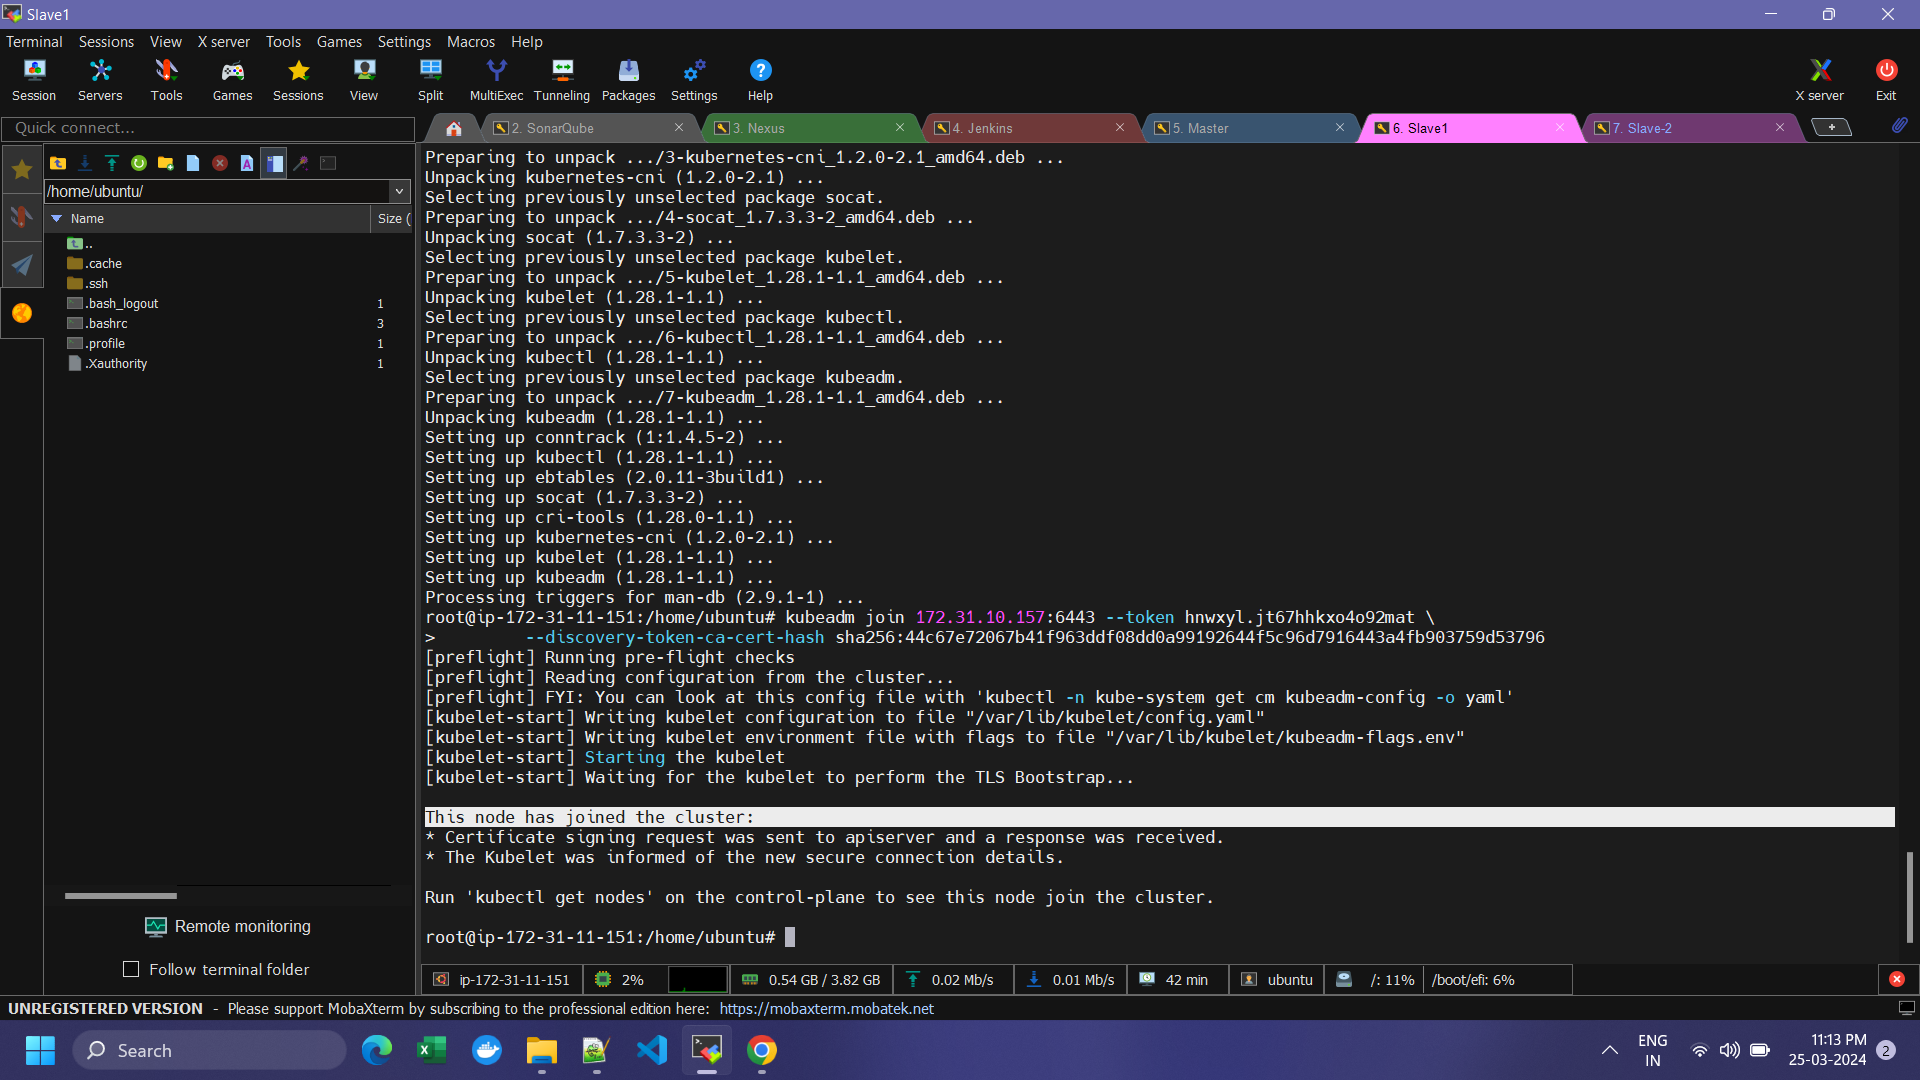 Slave1
Terminal Sessions View X server Tools Games Settings Macros Help
Session Servers Tools Games Sessions View Split MultiExec Tunneling Packages Settings Help X server Exit
Quick connect...
2. SonarQube
3. Nexus
4. Jenkins
5. Master
6. Slave1
7. Slave-2
/home/ubuntu/
Name Size (
..
.cache
.ssh
.bash_logout 1
.bashrc 3
.profile 1
.Xauthority 1
Remote monitoring
Follow terminal folder
Preparing to unpack .../3-kubernetes-cni_1.2.0-2.1_amd64.deb ...
Unpacking kubernetes-cni (1.2.0-2.1) ...
Selecting previously unselected package socat.
Preparing to unpack .../4-socat_1.7.3.3-2_amd64.deb ...
Unpacking socat (1.7.3.3-2) ...
Selecting previously unselected package kubelet.
Preparing to unpack .../5-kubelet_1.28.1-1.1_amd64.deb ...
Unpacking kubelet (1.28.1-1.1) ...
Selecting previously unselected package kubectl.
Preparing to unpack .../6-kubectl_1.28.1-1.1_amd64.deb ...
Unpacking kubectl (1.28.1-1.1) ...
Selecting previously unselected package kubeadm.
Preparing to unpack .../7-kubeadm_1.28.1-1.1_amd64.deb ...
Unpacking kubeadm (1.28.1-1.1) ...
Setting up conntrack (1:1.4.5-2) ...
Setting up kubectl (1.28.1-1.1) ...
Setting up ebtables (2.0.11-3build1) ...
Setting up socat (1.7.3.3-2) ...
Setting up cri-tools (1.28.0-1.1) ...
Setting up kubernetes-cni (1.2.0-2.1) ...
Setting up kubelet (1.28.1-1.1) ...
Setting up kubeadm (1.28.1-1.1) ...
Processing triggers for man-db (2.9.1-1) ...
root@ip-172-31-11-151:/home/ubuntu# kubeadm join 172.31.10.157:6443 --token hnwxyl.jt67hhkxo4o92mat \
> --discovery-token-ca-cert-hash sha256:44c67e72067b41f963ddf08dd0a99192644f5c96d7916443a4fb903759d53796
[preflight] Running pre-flight checks
[preflight] Reading configuration from the cluster...
[preflight] FYI: You can look at this config file with 'kubectl -n kube-system get cm kubeadm-config -o yaml'
[kubelet-start] Writing kubelet configuration to file "/var/lib/kubelet/config.yaml"
[kubelet-start] Writing kubelet environment file with flags to file "/var/lib/kubelet/kubeadm-flags.env"
[kubelet-start] Starting the kubelet
[kubelet-start] Waiting for the kubelet to perform the TLS Bootstrap...
This node has joined the cluster:
* Certificate signing request was sent to apiserver and a response was received.
* The Kubelet was informed of the new secure connection details.
Run 'kubectl get nodes' on the control-plane to see this node join the cluster.
root@ip-172-31-11-151:/home/ubuntu#
ip-172-31-11-151 2% 0.54 GB / 3.82 GB 0.02 Mb/s 0.01 Mb/s 42 min ubuntu /: 11% /boot/efi: 6%
UNREGISTERED VERSION - Please support MobaXterm by subscribing to the professional edition here: https://mobaxterm.mobatek.net
Search
ENG
IN
11:13 PM
25-03-2024
2